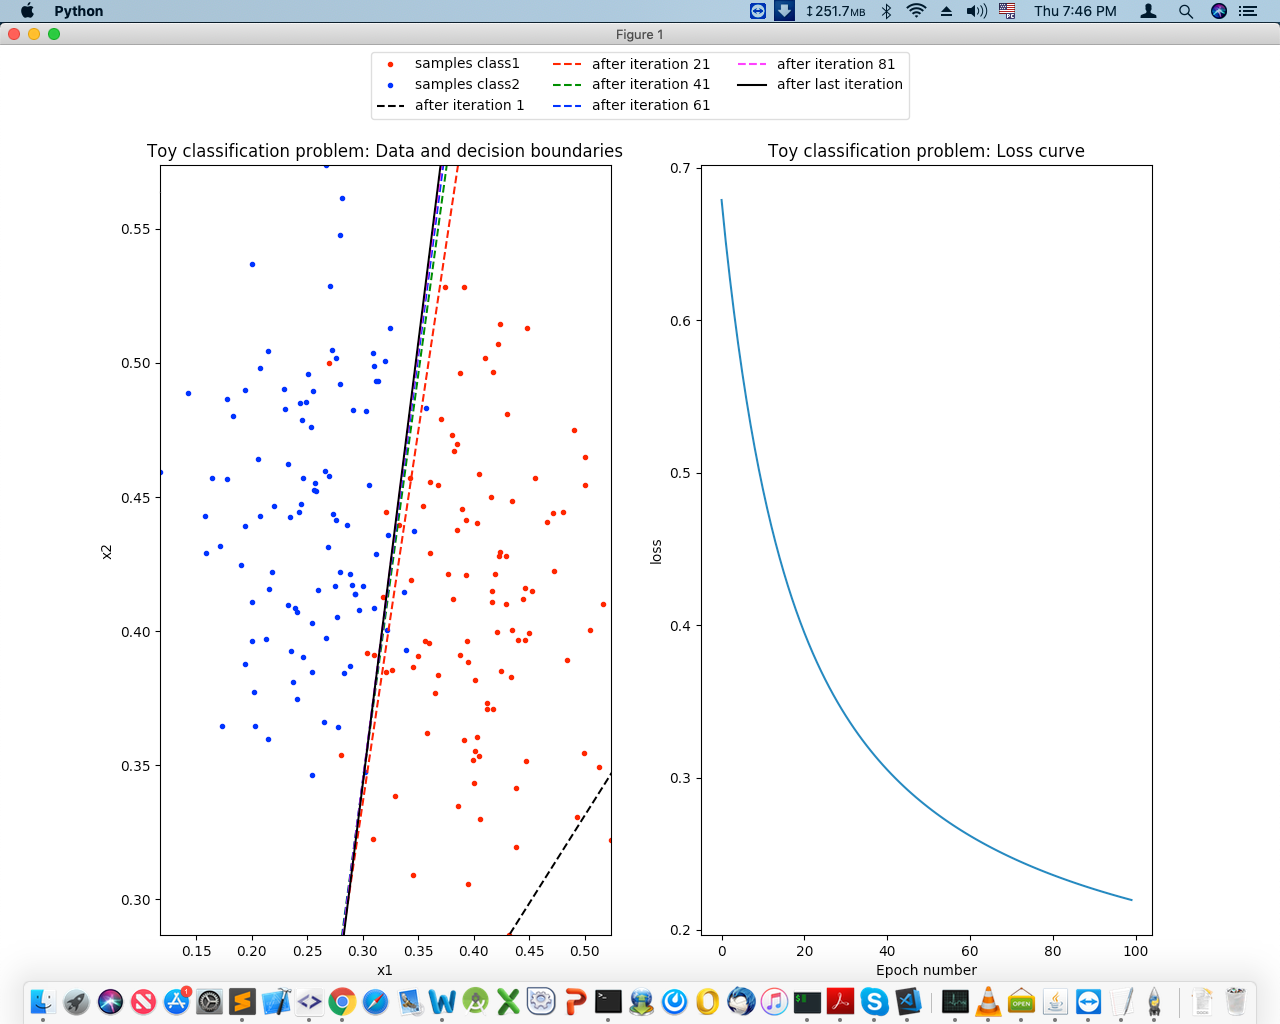 Python
↕251.7MB
Thu 7:46 PM
Figure 1
samples class1
samples class2
after iteration 1
after iteration 21
after iteration 41
after iteration 61
after iteration 81
after last iteration
Toy classification problem: Data and decision boundaries
0.55
0.50
0.45
0.40
0.35
0.30
x2
0.15 0.20 0.25 0.30 0.35 0.40 0.45 0.50
x1
Toy classification problem: Loss curve
0.7
0.6
0.5
0.4
0.3
0.2
loss
0 20 40 60 80 100
Epoch number
1
OPEN